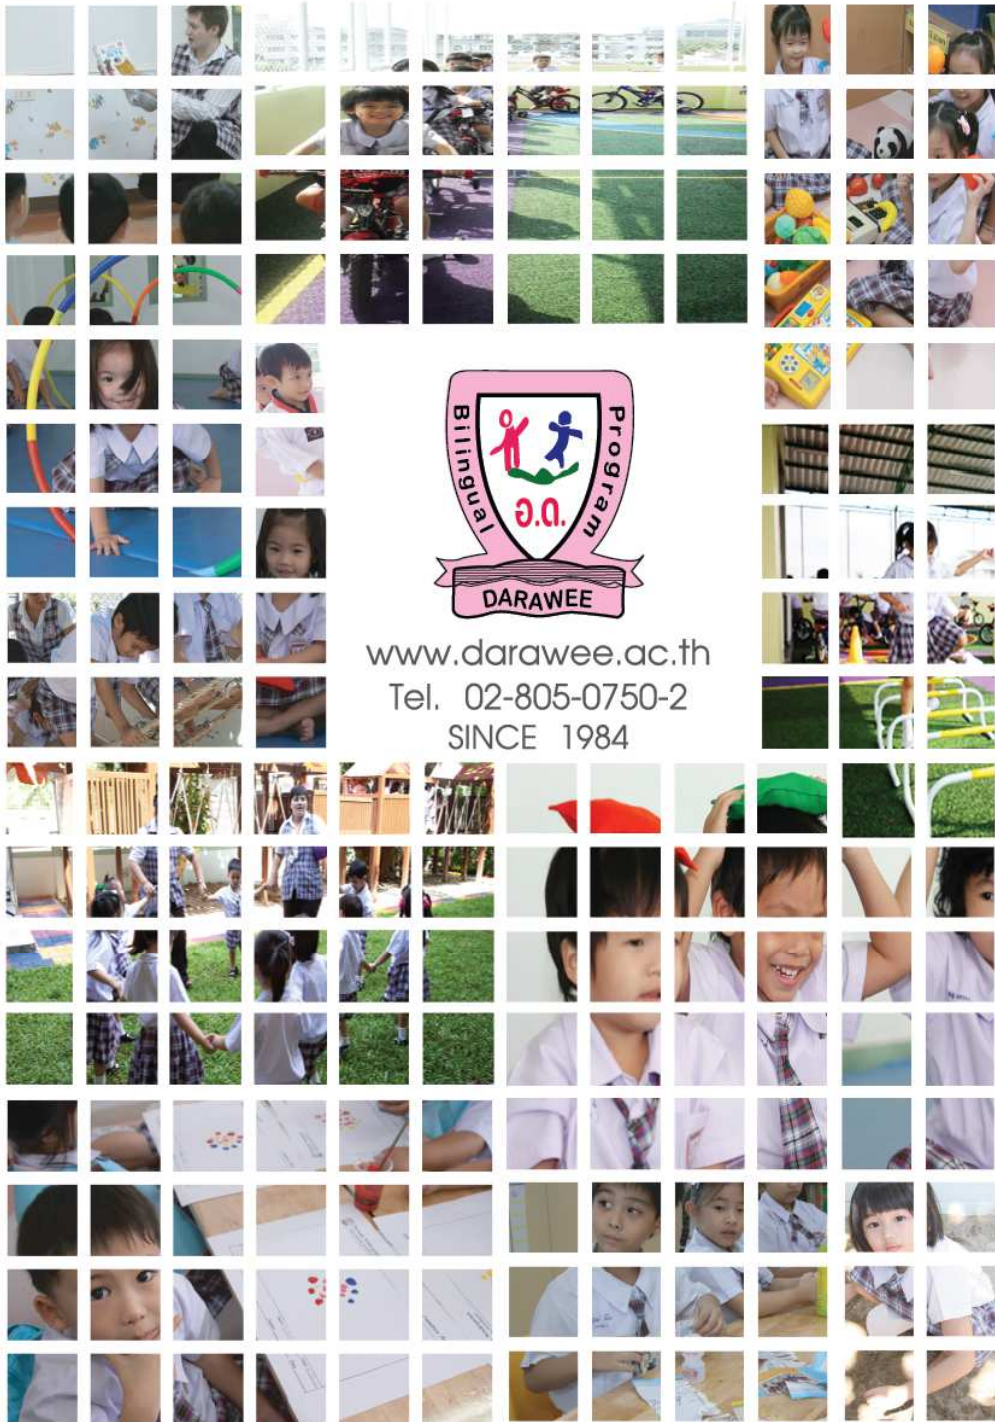 Bilingual
Program
อ.ด.
DARAWEE
www.darawee.ac.th
Tel. 02-805-0750-2
SINCE 1984